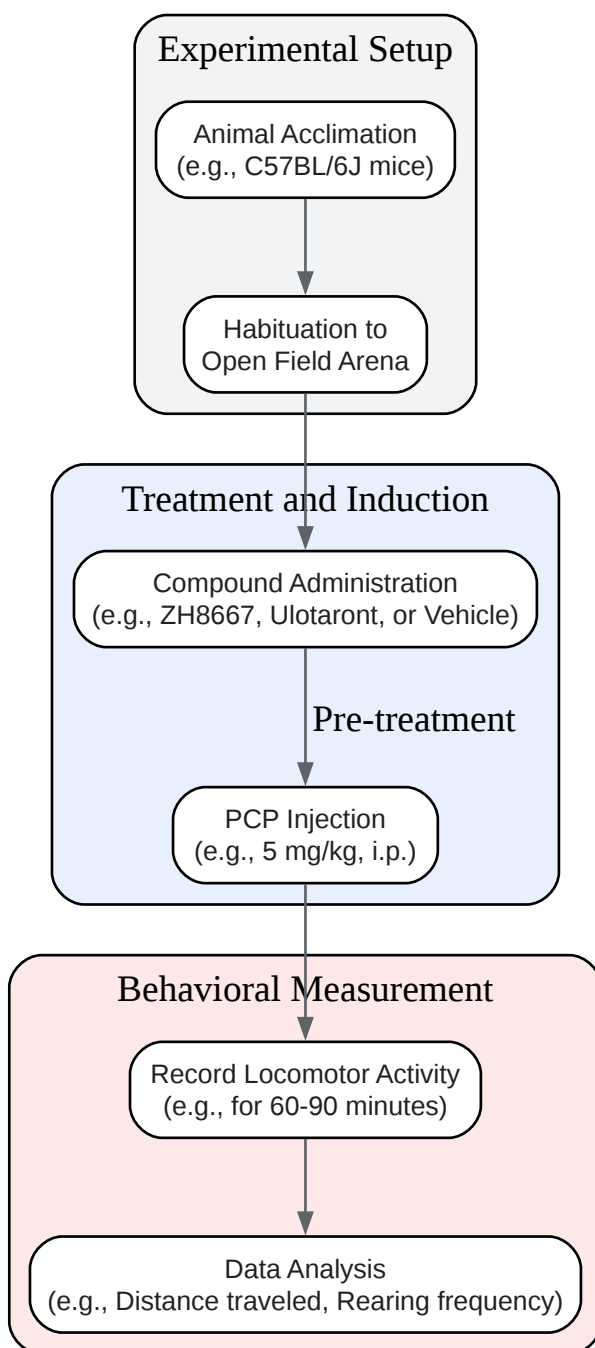 Experimental Setup
Animal Acclimation
(e.g., C57BL/6J mice)
Habituation to
Open Field Arena
Treatment and Induction
Compound Administration
(e.g., ZH8667, Ulotaront, or Vehicle)
Pre-treatment
PCP Injection
(e.g., 5 mg/kg, i.p.)
Behavioral Measurement
Record Locomotor Activity
(e.g., for 60-90 minutes)
Data Analysis
(e.g., Distance traveled, Rearing frequency)